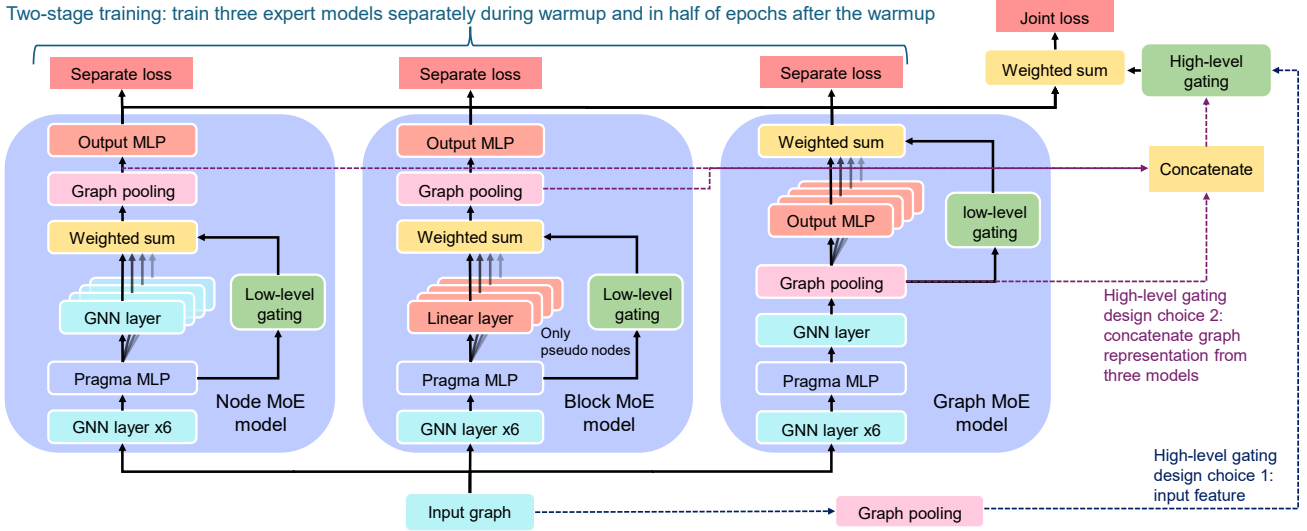 Two-stage training: train three expert models separately during warmup and in half of epochs after the warmup
Joint loss
Separate loss
Separate loss
Separate loss
Weighted sum
High-level
gating
Output MLP
Graph pooling
Weighted sum
GNN layer
Low-level
gating
Pragma MLP
GNN layer x6
Node MoE
model
Output MLP
Graph pooling
Weighted sum
Linear layer
Low-level
gating
Only
pseudo nodes
Pragma MLP
GNN layer x6
Block MoE
model
Weighted sum
Output MLP
low-level
gating
Graph pooling
GNN layer
Pragma MLP
GNN layer x6
Graph MoE
model
Concatenate
High-level gating
design choice 2:
concatenate graph
representation from
three models
High-level gating
design choice 1:
input feature
Input graph
Graph pooling